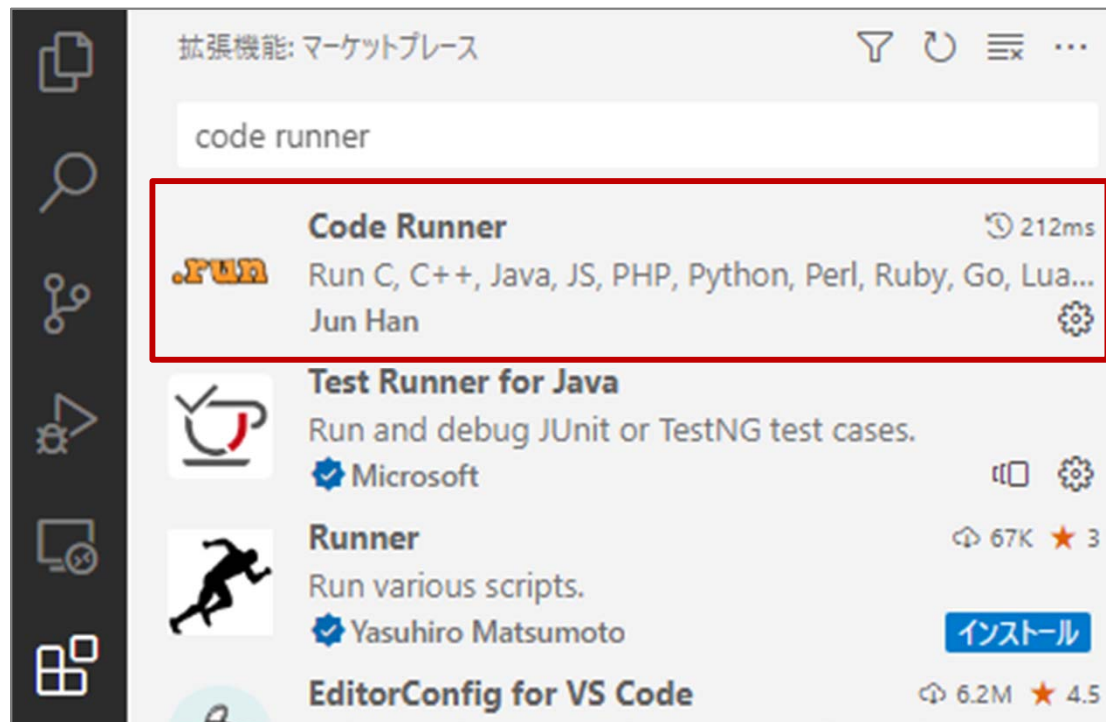 拡張機能: マーケットプレース
code runner
Code Runner
212ms
.run
Run C, C++, Java, JS, PHP, Python, Perl, Ruby, Go, Lua...
Jun Han
Test Runner for Java
Run and debug JUnit or TestNG test cases.
Microsoft
Runner
67K ★ 3
Run various scripts.
Yasuhiro Matsumoto
インストール
EditorConfig for VS Code
6.2M ★ 4.5